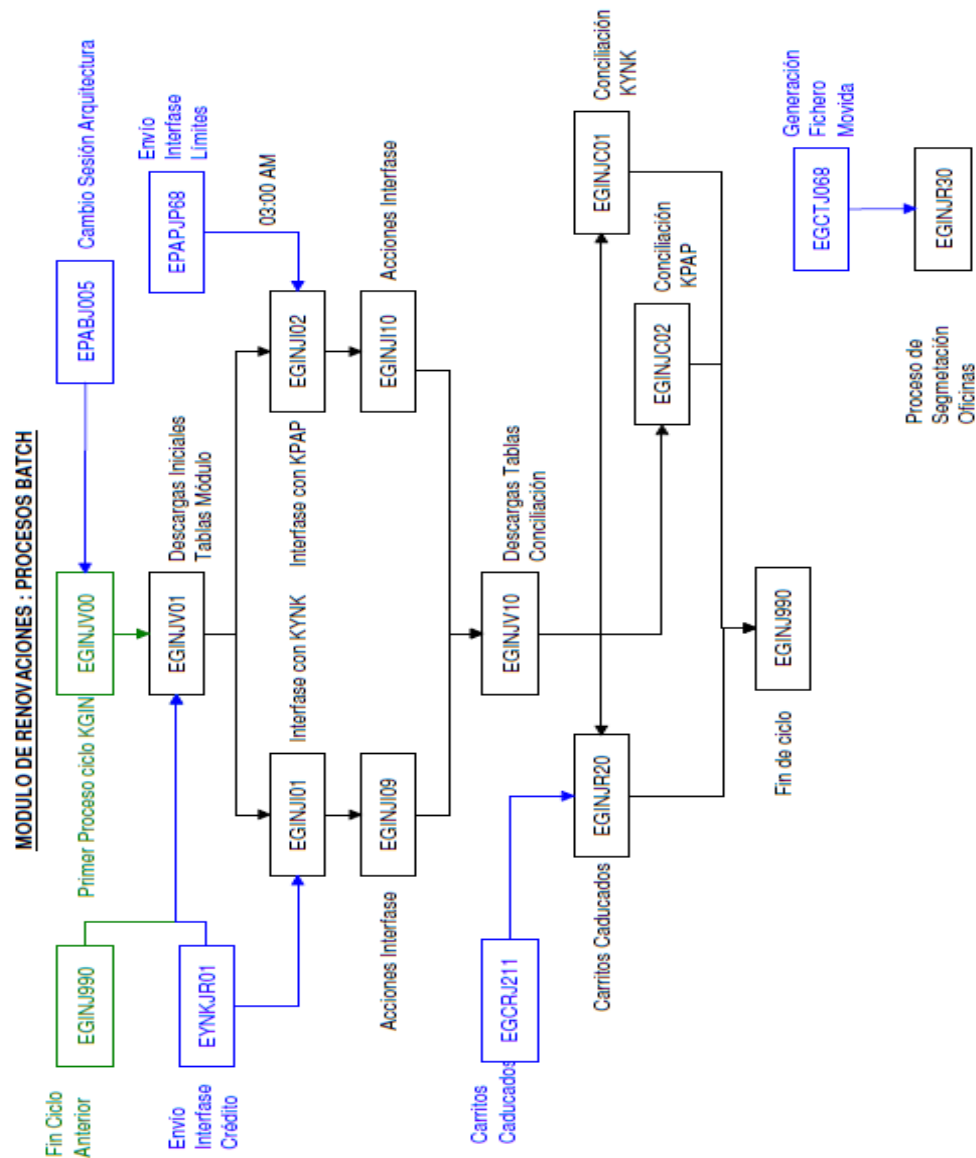 MODULO DE RENOVACIONES : PROCESOS BATCH
Fin Ciclo
Anterior
EGINJ990
Primer Proceso ciclo KGIN
EGINJV00
EPABJ005
Cambio Sesión Arquitectura
Envio
Interfase
Crédito
EYNKJR01
EGINJV01
Descargas Iniciales
Tablas Módulo
EPAPJP68
Envío
Interfase
Límites
03:00 AM
EGINJI01
Interfase con KYNK
Interfase con KPAP
EGINJI02
Acciones Interfase
EGINJI09
EGINJI10
Acciones Interfase
Carritos
Caducados
EGCRJ211
EGINJV10
Descargas Tablas
Conciliación
Carritos Caducados
EGINJR20
EGINJC01
Conciliación
KYNK
EGINJC02
Conciliación
KPAP
Fin de ciclo
EGINJ990
EGCTJ068
Generación
Fichero
Movida
Proceso de
Segmetación
Oficinas
EGINJR30